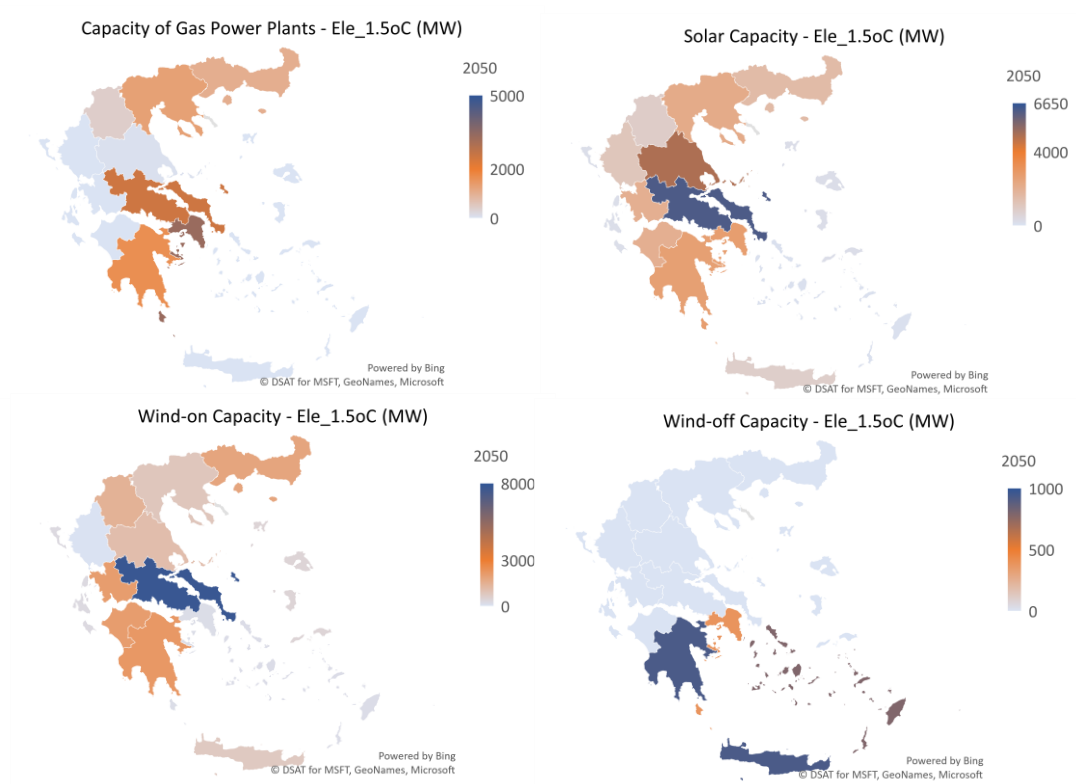 Capacity of Gas Power Plants - Ele_1.5oC (MW)
2050
5000
2000
0
Powered by Bing
© DSAT for MSFT, GeoNames, Microsoft
Solar Capacity - Ele_1.5oC (MW)
2050
6650
4000
0
Powered by Bing
© DSAT for MSFT, GeoNames, Microsoft
Wind-on Capacity - Ele_1.5oC (MW)
2050
8000
3000
0
Powered by Bing
© DSAT for MSFT, GeoNames, Microsoft
Wind-off Capacity - Ele_1.5oC (MW)
2050
1000
500
0
Powered by Bing
© DSAT for MSFT, GeoNames, Microsoft